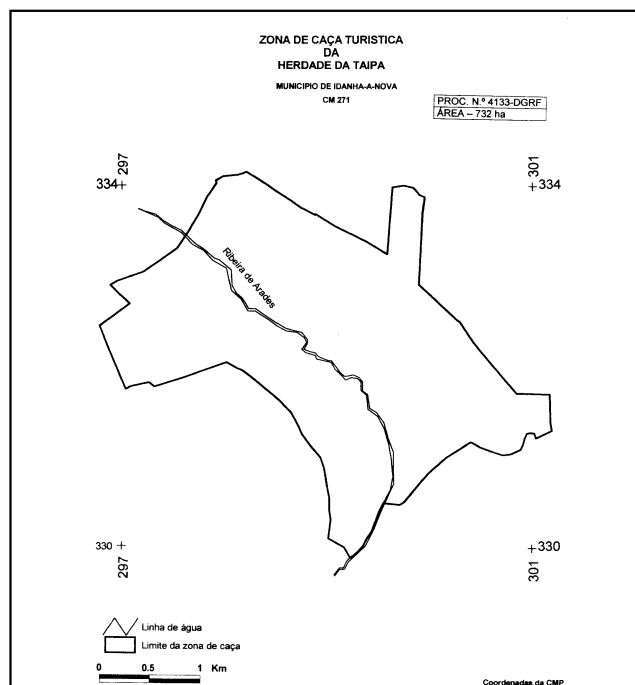 ZONA DE CAÇA TURISTICA
DA
HERDADE DA TAIPA
MUNICIPIO DE IDANHA-A-NOVA
CM 271
PROC. N.º 4133-DGRF
ÁREA – 732 ha
297
334
301
334
Ribeira de Arades
330
297
330
301
Linha de água
Limite da zona de caça
0 0.5 1 Km
Coordenadas da CMP